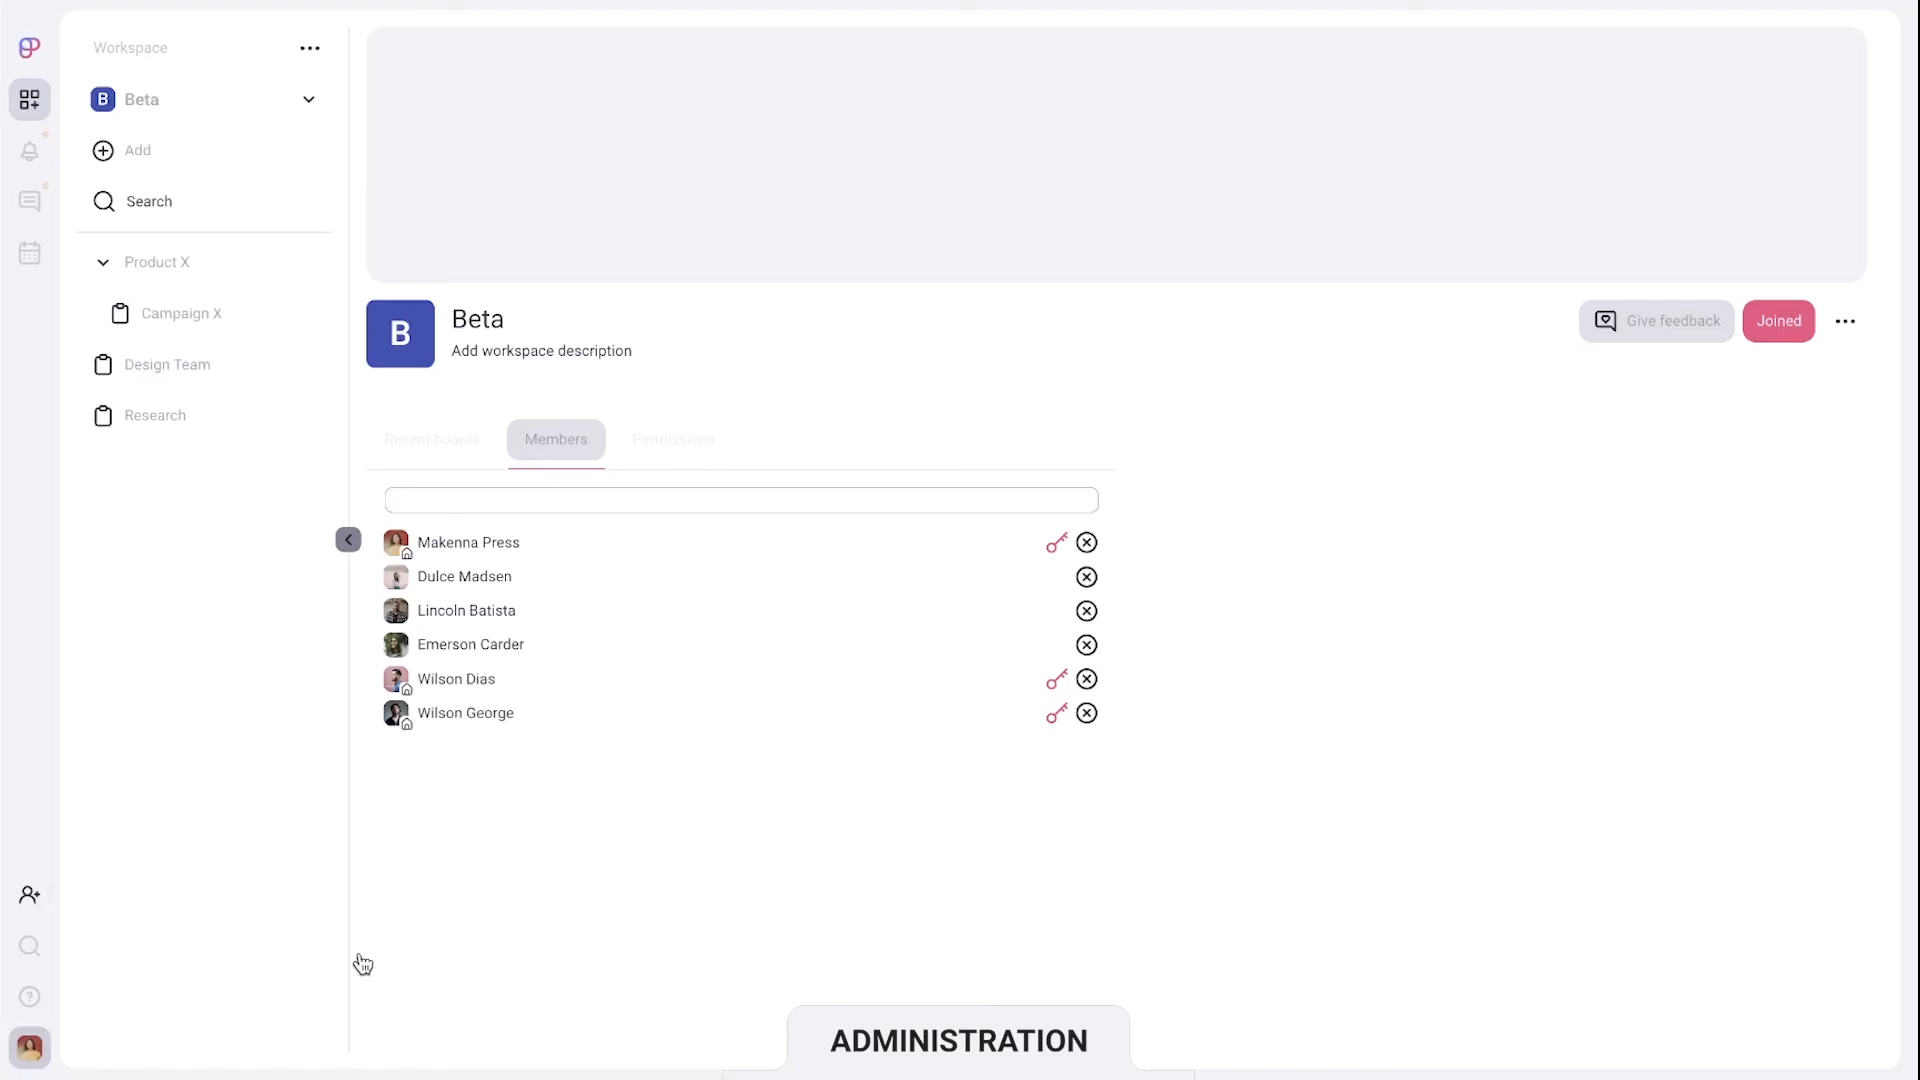 Workspace
B Beta
Add
Search
Product X
Campaign X
Design Team
Research
B
Beta
Add workspace description
Give feedback
Joined
Recent boards
Members
Permissions
Makenna Press
Dulce Madsen
Lincoln Batista
Emerson Carder
Wilson Dias
Wilson George
?
ADMINISTRATION